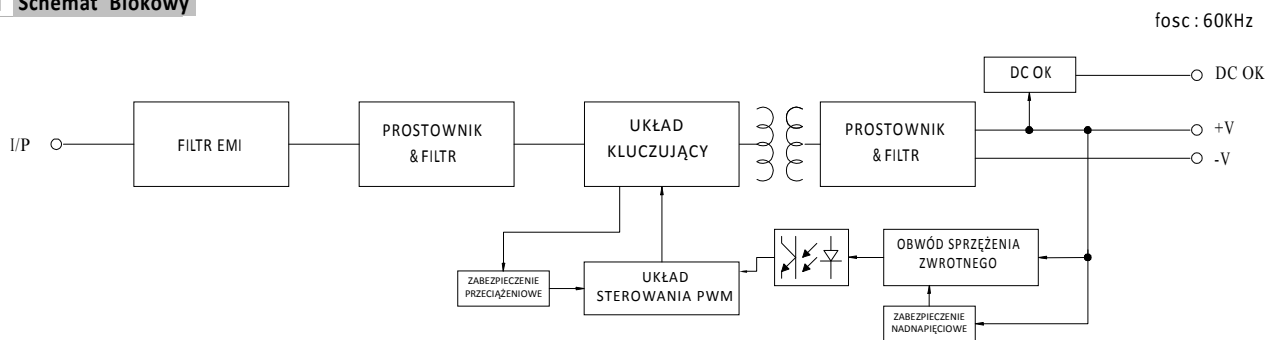 Schemat Blokowy
fosc : 60KHz
DC OK
DC OK
I/P
FILTR EMI
PROSTOWNIK
& FILTR
UKŁAD
KLUCZUJĄCY
PROSTOWNIK
& FILTR
+V
-V
OBWÓD SPRZĘŻENIA
ZWROTNEGO
ZABEZPIECZENIE
PRZECIĄŻENIOWE
UKŁAD
STEROWANIA PWM
ZABEZPIECZENIE
NADNAPIĘCIOWE